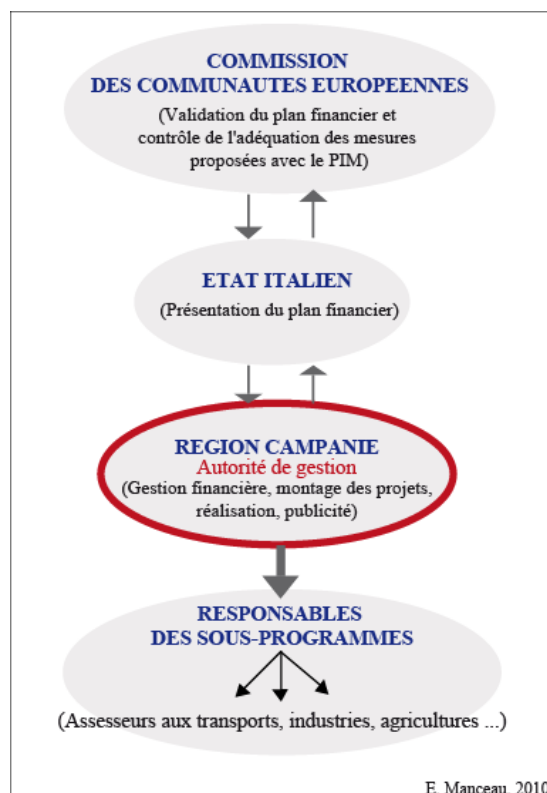 COMMISSION
DES COMMUNAUTES EUROPEENNES
(Validation du plan financier et
contrôle de l'adéquation des mesures
proposées avec le PIM)
ETAT ITALIEN
(Présentation du plan financier)
REGION CAMPANIE
Autorité de gestion
(Gestion financière, montage des projets,
réalisation, publicité)
RESPONSABLES
DES SOUS-PROGRAMMES
(Assesseurs aux transports, industries, agricultures ...)
E. Manceau, 2010